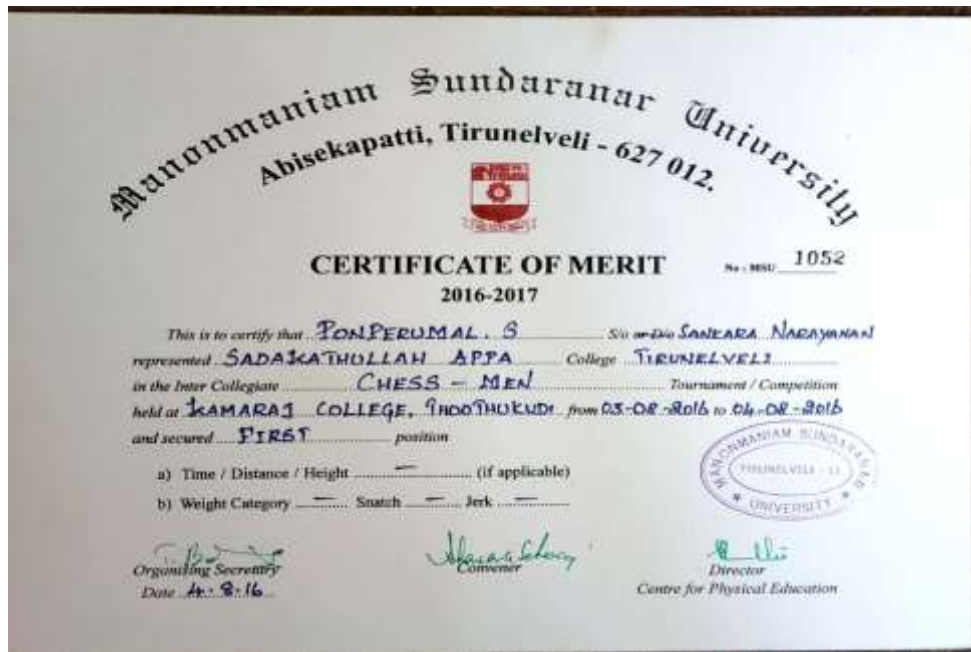 Manonmaniam Sundaranar University
Abisekapatti, Tirunelveli - 627 012.
CERTIFICATE OF MERIT
No : MSU 1052
2016-2017
This is to certify that PONPERUMAL. S S/o or D/o SANKARA NARAYANAN
represented SADAKATHULLAH APPA College TIRUNELVELI
in the Inter Collegiate CHESS - MEN Tournament / Competition
held at KAMARAJ COLLEGE, THOOTHUKUDI from 03-08-2016 to 04-08-2016
and secured FIRST position
a) Time / Distance / Height — (if applicable)
b) Weight Category — Snatch — Jerk —
MANONMANIAM SUNDARANAR
TIRUNELVELI - 12
★ UNIVERSITY ★
Organising Secretary
Convener
Director
Date 4-8-16
Centre for Physical Education